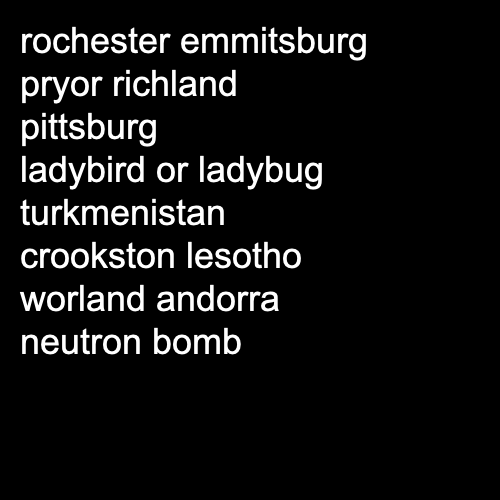 rochester emmitsburg
pryor richland
pittsburg
ladybird or ladybug
turkmenistan
crookston lesotho
worland andorra
neutron bomb